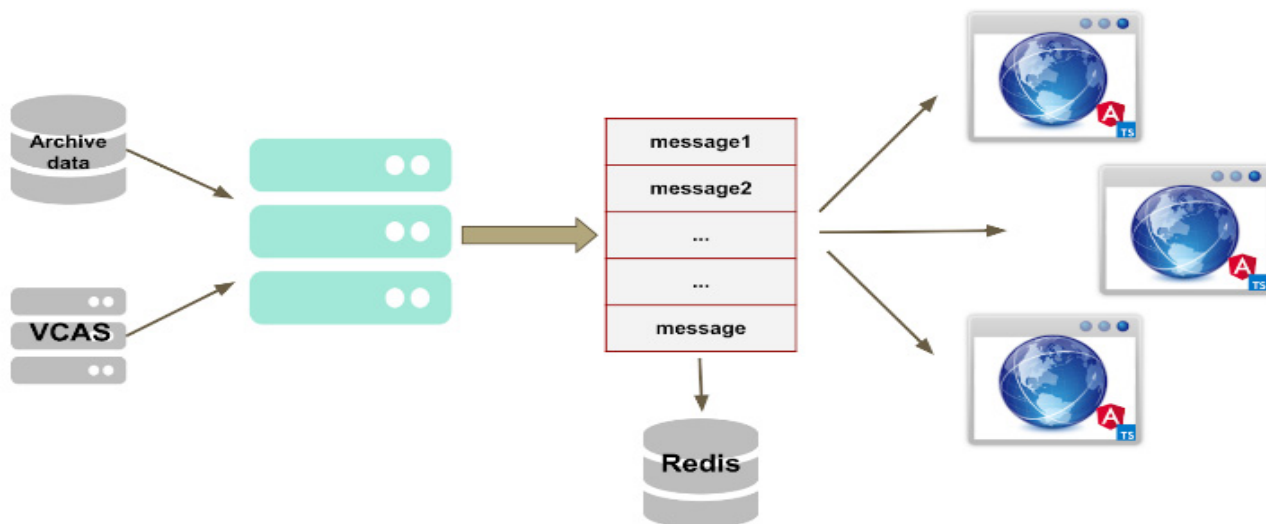 Archive
data
VCAS
message1
message2
...
...
message
Redis
A
TS
A
TS
A
TS